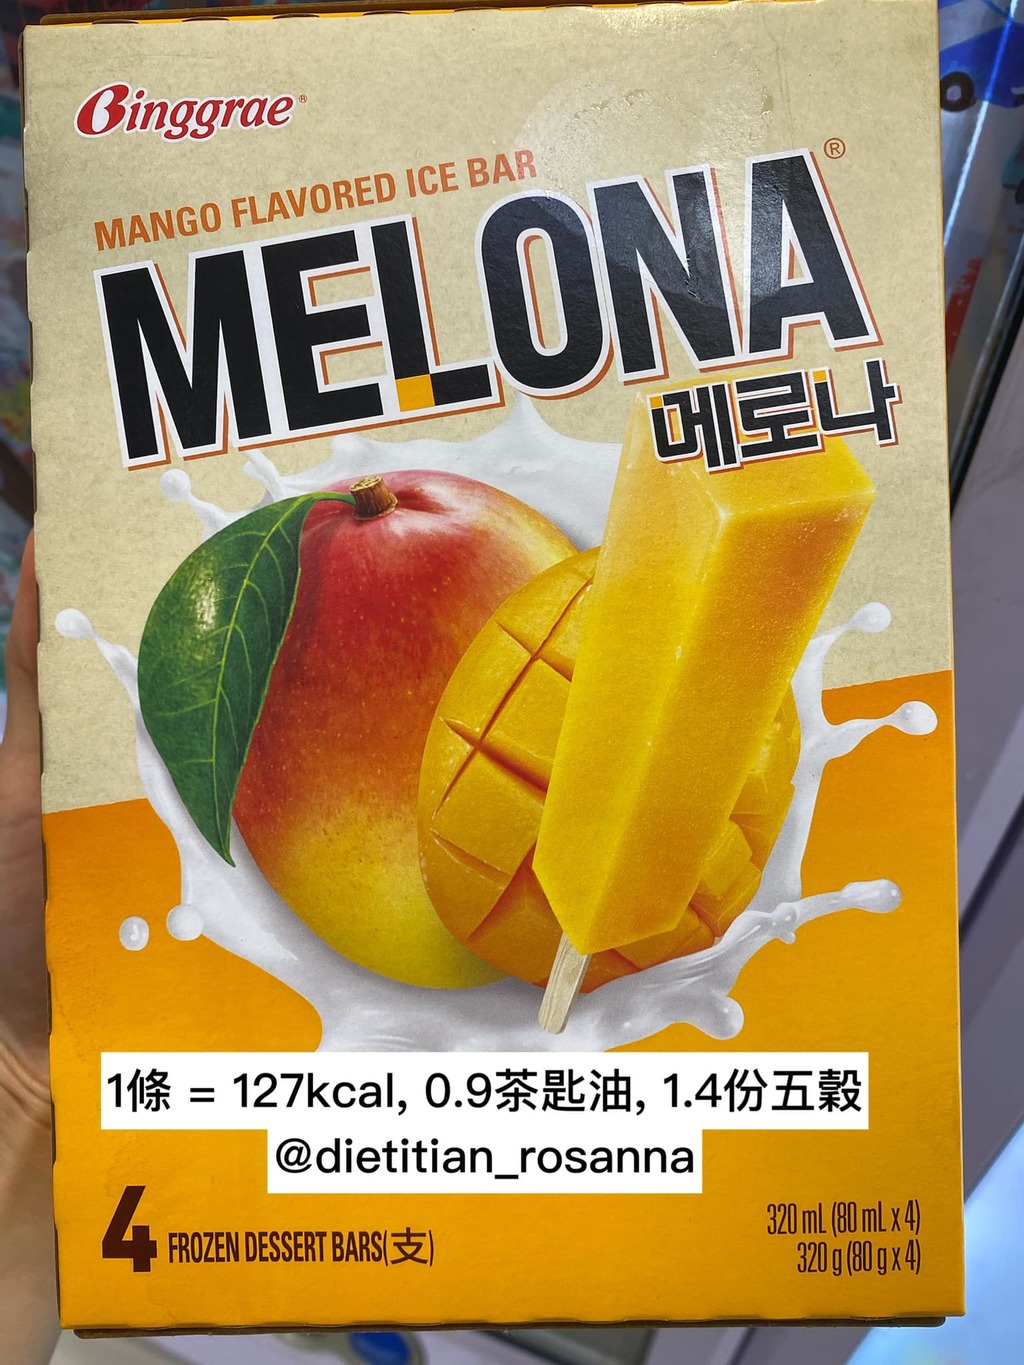 Binggrae®
MANGO FLAVORED ICE BAR
MELONA®
메로나
1條 = 127kcal, 0.9茶匙油, 1.4份五穀
@dietitian_rosanna
4 FROZEN DESSERT BARS(支)
320 mL (80 mL x 4)
320 g (80 g x 4)